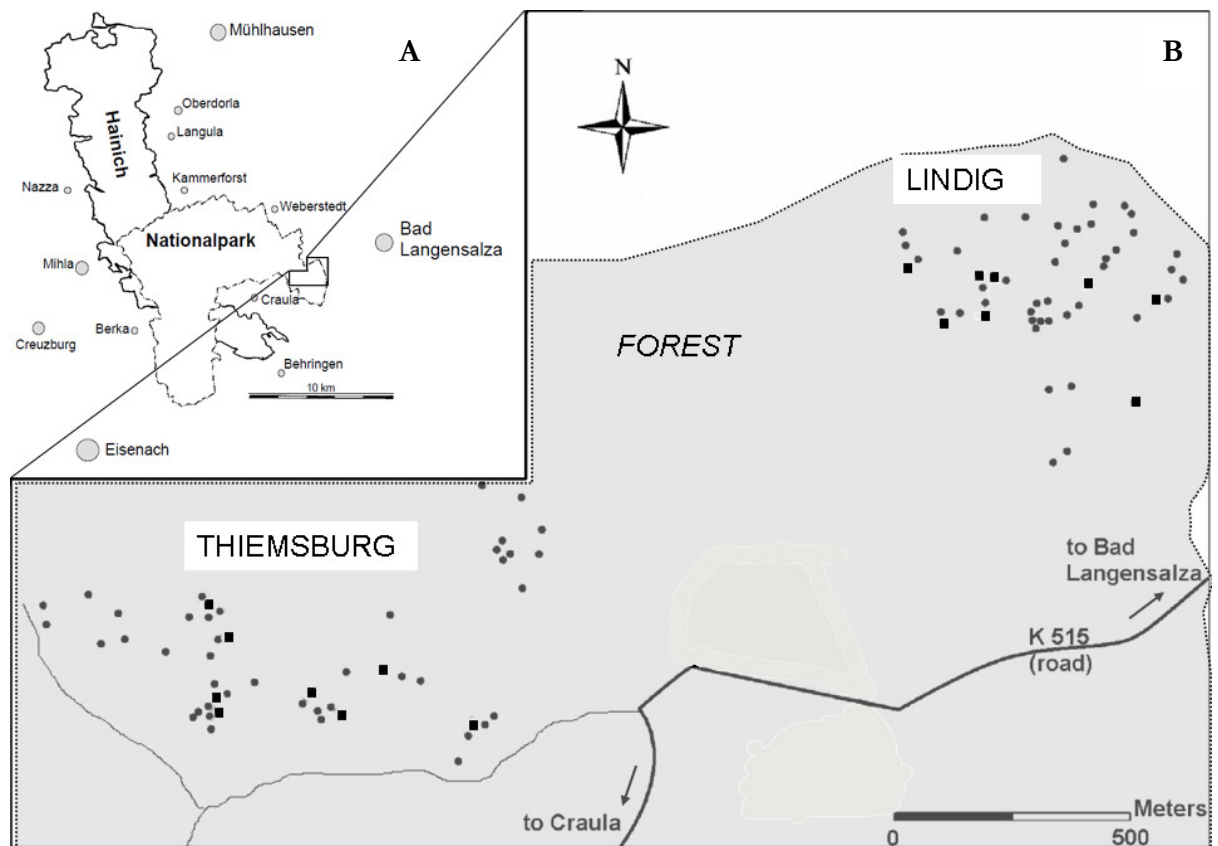 A
Mühlhausen
Oberdorla
Langula
Hainich
Nazza
Kammerforst
Weberstedt
Nationalpark
Bad
Langensalza
Mihla
Craula
Creuzburg
Berka
Behringen
10 km
Eisenach
B
N
LINDIG
FOREST
THIEMSBURG
to Bad
Langensalza
K 515
(road)
to Craula
Meters
0
500